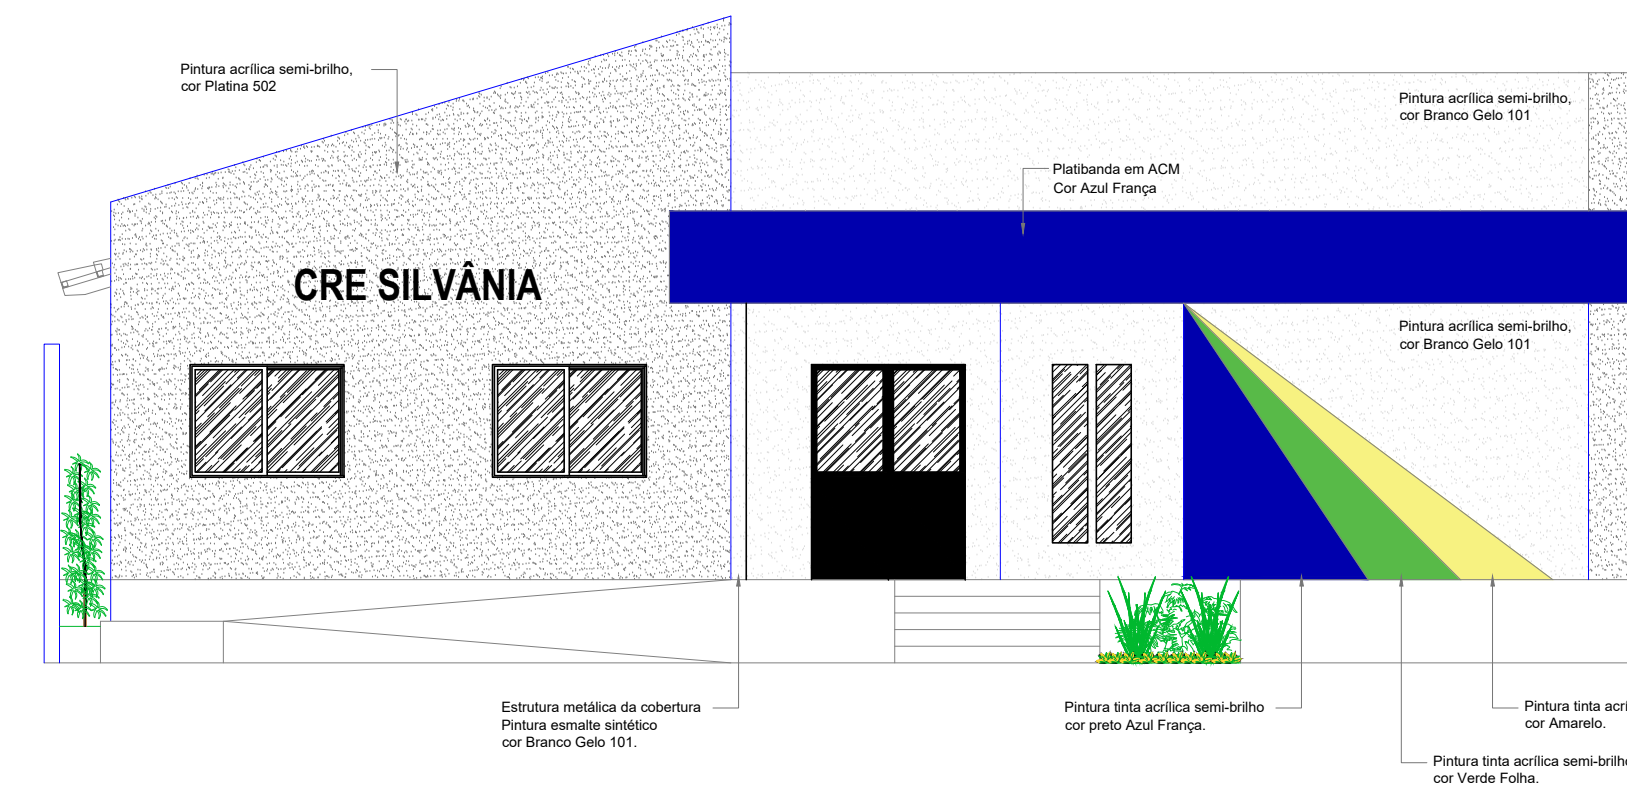 Pintura acrílica semi-brilho,
cor Platina 502
Pintura acrílica semi-brilho,
cor Branco Gelo 101
Platibanda em ACM
Cor Azul França
CRE SILVÂNIA
Pintura acrílica semi-brilho,
cor Branco Gelo 101
Estrutura metálica da cobertura
Pintura esmalte sintético
cor Branco Gelo 101.
Pintura tinta acrílica semi-brilho
cor preto Azul França.
Pintura tinta acrí
cor Amarelo.
Pintura tinta acrílica semi-brilho
cor Verde Folha.